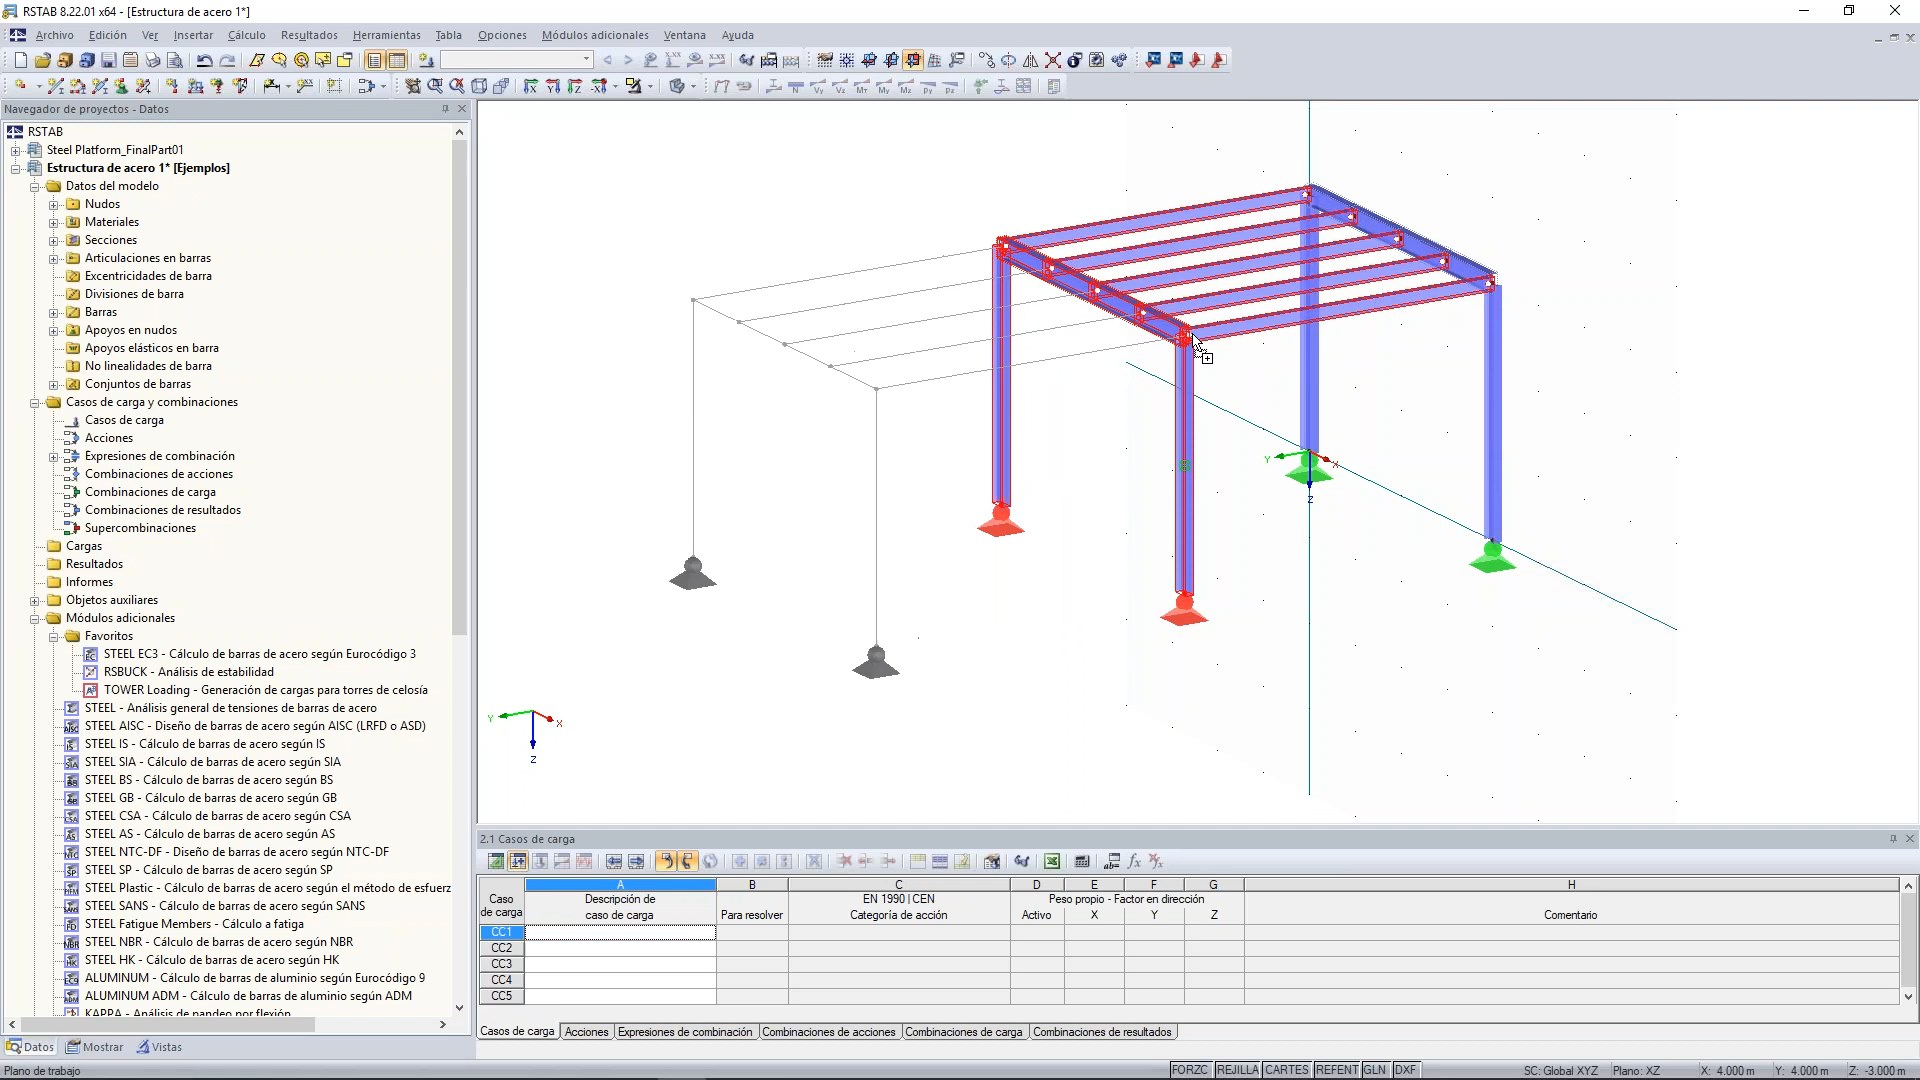 RSTAB 8.22.01 x64 - [Estructura de acero 1*]
Archivo Edición Ver Insertar Cálculo Resultados Herramientas Tabla Opciones Módulos adicionales Ventana Ayuda
Navegador de proyectos - Datos
RSTAB
Steel Platform_FinalPart01
Estructura de acero 1* [Ejemplos]
Datos del modelo
Nudos
Materiales
Secciones
Articulaciones en barras
Excentricidades de barra
Divisiones de barra
Barras
Apoyos en nudos
Apoyos elásticos en barra
No linealidades de barra
Conjuntos de barras
Casos de carga y combinaciones
Casos de carga
Acciones
Expresiones de combinación
Combinaciones de acciones
Combinaciones de carga
Combinaciones de resultados
Supercombinaciones
Cargas
Resultados
Informes
Objetos auxiliares
Módulos adicionales
Favoritos
STEEL EC3 - Cálculo de barras de acero según Eurocódigo 3
RSBUCK - Análisis de estabilidad
TOWER Loading - Generación de cargas para torres de celosía
STEEL - Análisis general de tensiones de barras de acero
STEEL AISC - Diseño de barras de acero según AISC (LRFD o ASD)
STEEL IS - Cálculo de barras de acero según IS
STEEL SIA - Cálculo de barras de acero según SIA
STEEL BS - Cálculo de barras de acero según BS
STEEL GB - Cálculo de barras de acero según GB
STEEL CSA - Cálculo de barras de acero según CSA
STEEL AS - Cálculo de barras de acero según AS
STEEL NTC-DF - Diseño de barras de acero según NTC-DF
STEEL SP - Cálculo de barras de acero según SP
STEEL Plastic - Cálculo de barras de acero según el método de esfuerz
STEEL SANS - Cálculo de barras de acero según SANS
STEEL Fatigue Members - Cálculo a fatiga
STEEL NBR - Cálculo de barras de acero según NBR
STEEL HK - Cálculo de barras de acero según HK
ALUMINUM - Cálculo de barras de aluminio según Eurocódigo 9
ALUMINUM ADM - Cálculo de barras de aluminio según ADM
KAPPA - Análisis de pandeo por flexión
Datos Mostrar Vistas
Y X Z
Y X Z
2.1 Casos de carga
A B C D E F G H
Caso de carga
Descripción de caso de carga
Para resolver
EN 1990 | CEN
Categoría de acción
Peso propio - Factor en dirección
Activo X Y Z
Comentario
CC1
CC2
CC3
CC4
CC5
Casos de carga Acciones Expresiones de combinación Combinaciones de acciones Combinaciones de carga Combinaciones de resultados
Plano de trabajo
FORZC REJILLA CARTES REFENT GLN DXF SC: Global XYZ Plano: XZ X: 4.000 m Y: 4.000 m Z: -3.000 m